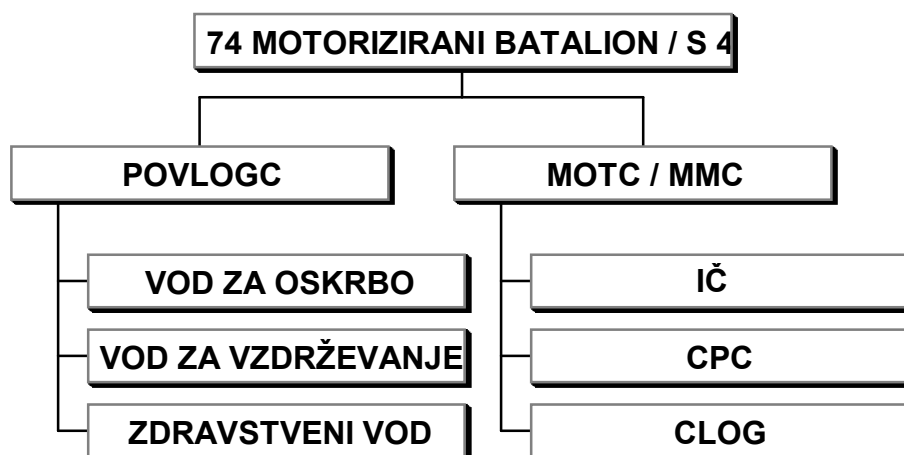 74 MOTORIZIRANI BATALION / S 4
POVLOGC
MOTC / MMC
VOD ZA OSKRBO
VOD ZA VZDRŽEVANJE
ZDRAVSTVENI VOD
IČ
CPC
CLOG